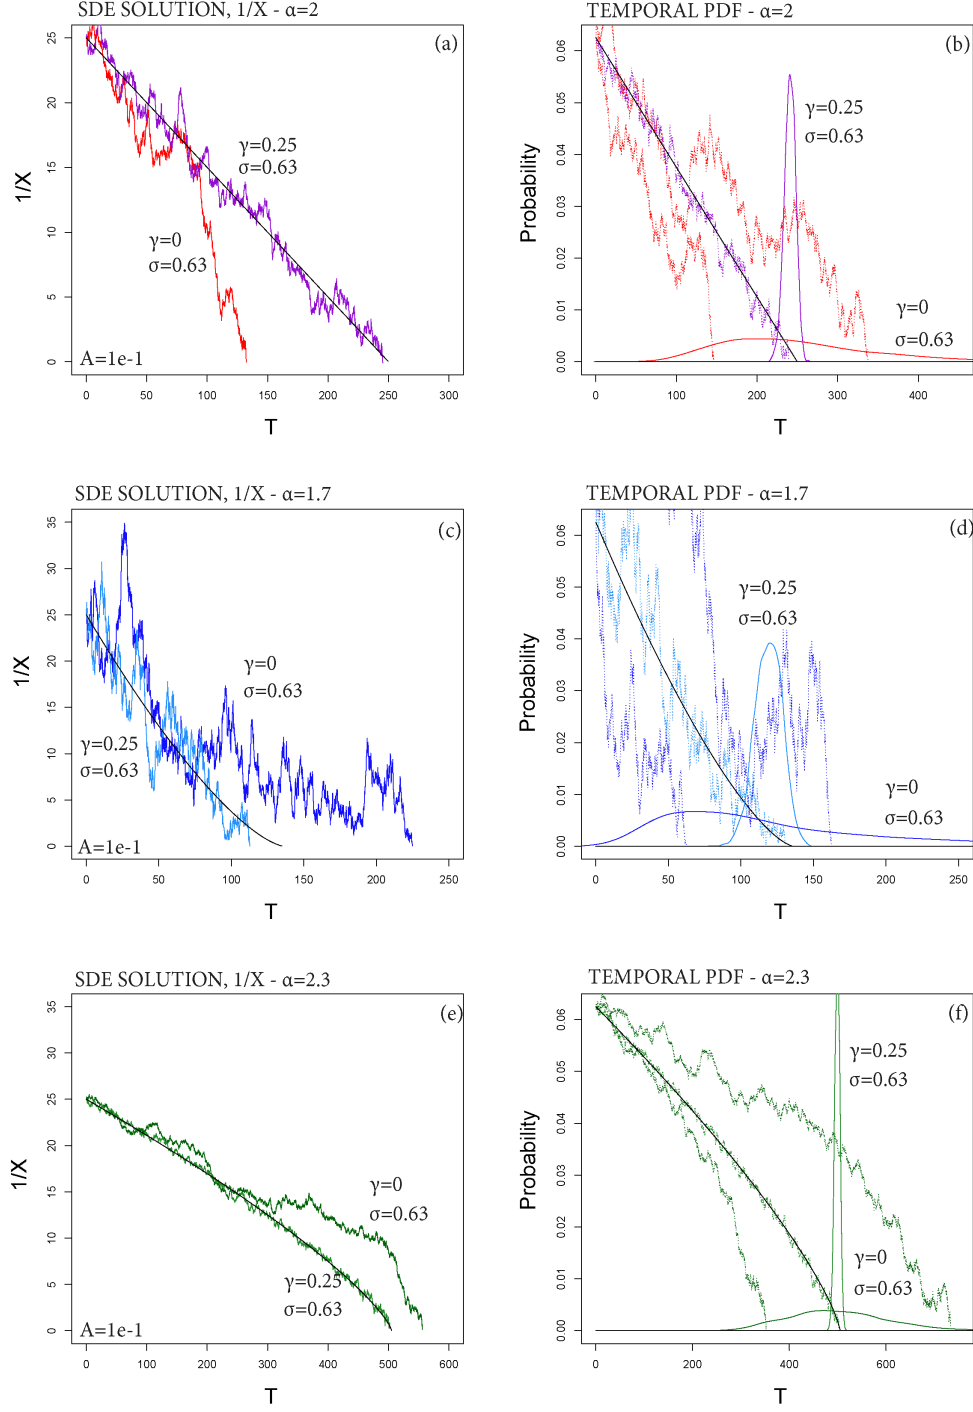 SDE SOLUTION, 1/X - α=2
(a)
1/X
25
20
15
10
5
0
γ=0.25
σ=0.63
γ=0
σ=0.63
A=1e-1
0 50 100 150 200 250 300
T
TEMPORAL PDF - α=2
(b)
Probability
0.06
0.05
0.04
0.03
0.02
0.01
0.00
γ=0.25
σ=0.63
γ=0
σ=0.63
0 100 200 300 400
T
SDE SOLUTION, 1/X - α=1.7
(c)
1/X
35
30
25
20
15
10
5
0
γ=0
σ=0.63
γ=0.25
σ=0.63
A=1e-1
0 50 100 150 200 250
T
TEMPORAL PDF - α=1.7
(d)
Probability
0.06
0.05
0.04
0.03
0.02
0.01
0.00
γ=0.25
σ=0.63
γ=0
σ=0.63
0 50 100 150 200 250
T
SDE SOLUTION, 1/X - α=2.3
(e)
1/X
35
30
25
20
15
10
5
0
γ=0
σ=0.63
γ=0.25
σ=0.63
A=1e-1
0 100 200 300 400 500 600
T
TEMPORAL PDF - α=2.3
(f)
Probability
0.06
0.05
0.04
0.03
0.02
0.01
0.00
γ=0.25
σ=0.63
γ=0
σ=0.63
0 200 400 600
T